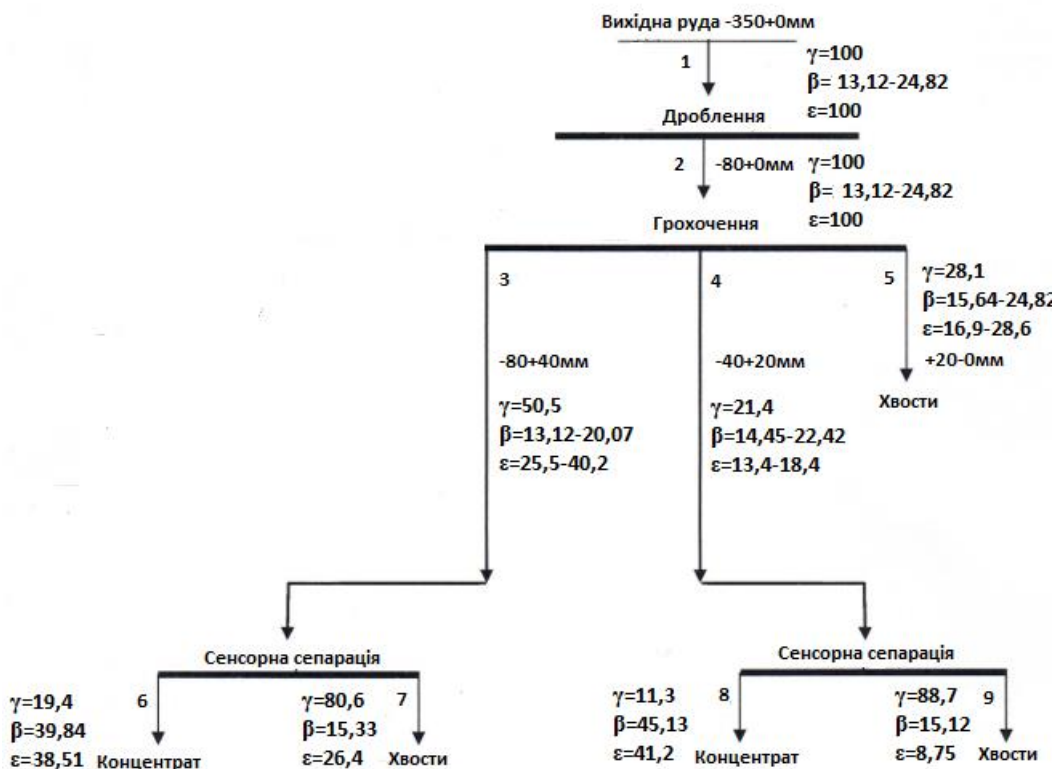 Вихідна руда -350+0мм
1
γ=100
β= 13,12-24,82
ε=100
Дроблення
2
-80+0мм
γ=100
β= 13,12-24,82
ε=100
Грохочення
3
-80+40мм
γ=50,5
β=13,12-20,07
ε=25,5-40,2
4
-40+20мм
γ=21,4
β=14,45-22,42
ε=13,4-18,4
5
γ=28,1
β=15,64-24,82
ε=16,9-28,6
+20-0мм
Хвости
Сенсорна сепарація
γ=19,4
β=39,84
ε=38,51
6
Концентрат
γ=80,6
β=15,33
ε=26,4
7
Хвости
Сенсорна сепарація
γ=11,3
β=45,13
ε=41,2
8
Концентрат
γ=88,7
β=15,12
ε=8,75
9
Хвости